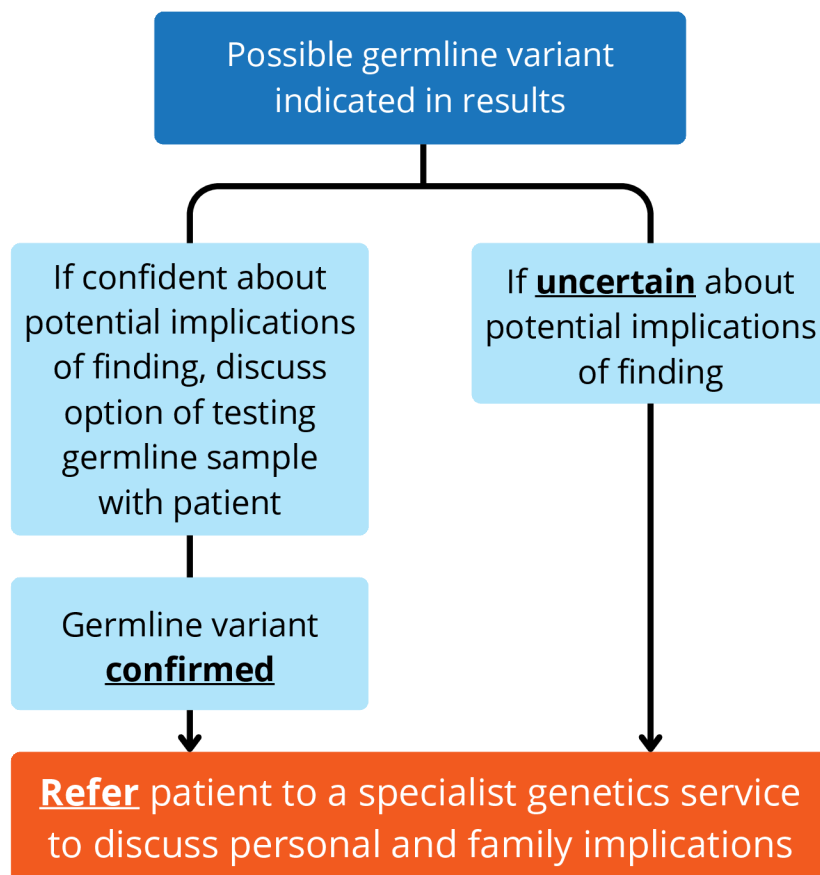 Possible germline variant
indicated in results
If confident about
potential implications
of finding, discuss
option of testing
germline sample
with patient
If uncertain about
potential implications
of finding
Germline variant
confirmed
Refer patient to a specialist genetics service
to discuss personal and family implications